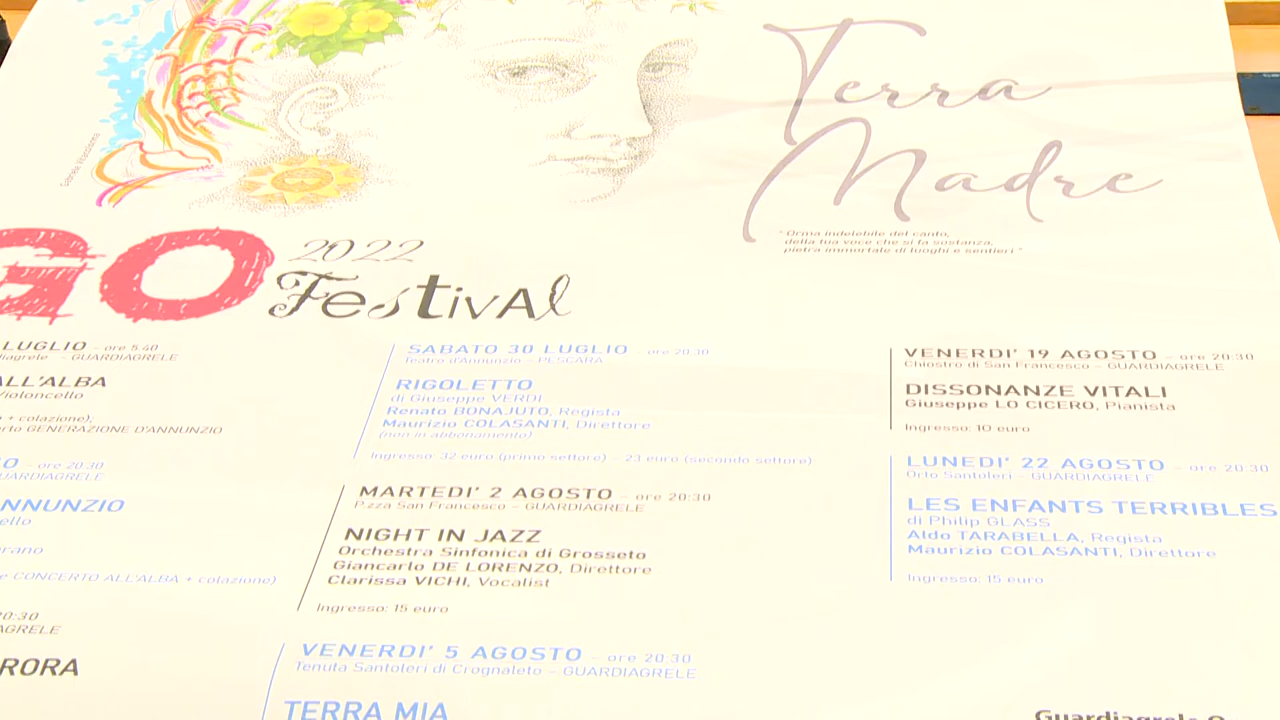 Terra
Madre
" Orma indelebile del canto,
della tua voce che si fa sostanza,
pietra immortale di luoghi e sentieri "
GO 2022
Festival
LUGLIO – ore 5.40
– GUARDIAGRELE
ALL'ALBA
Violoncello
+ colazione);
GENERAZIONE D'ANNUNZIO
ore 20:30
GUARDIAGRELE
ANNUNZIO
e CONCERTO ALL'ALBA + colazione)
20:30
RORA
SABATO 30 LUGLIO – ore 20:30
Teatro d'Annunzio – PESCARA
RIGOLETTO
di Giuseppe VERDI
Renato BONAJUTO, Regista
Maurizio COLASANTI, Direttore
(non in abbonamento)
Ingresso: 32 euro (primo settore) – 23 euro (secondo settore)
MARTEDI' 2 AGOSTO – ore 20:30
P.zza San Francesco – GUARDIAGRELE
NIGHT IN JAZZ
Orchestra Sinfonica di Grosseto
Giancarlo DE LORENZO, Direttore
Clarissa VICHI, Vocalist
Ingresso: 15 euro
VENERDI' 5 AGOSTO – ore 20:30
Tenuta Santoleri di Crognaleto – GUARDIAGRELE
TERRA MIA
VENERDI' 19 AGOSTO – ore 20:30
Chiostro di San Francesco – GUARDIAGRELE
DISSONANZE VITALI
Giuseppe LO CICERO, Pianista
Ingresso: 10 euro
LUNEDI' 22 AGOSTO – ore 20:30
Orto Santoleri – GUARDIAGRELE
LES ENFANTS TERRIBLES
di Philip GLASS
Aldo TARABELLA, Regista
Maurizio COLASANTI, Direttore
Ingresso: 15 euro
Guardiagrele